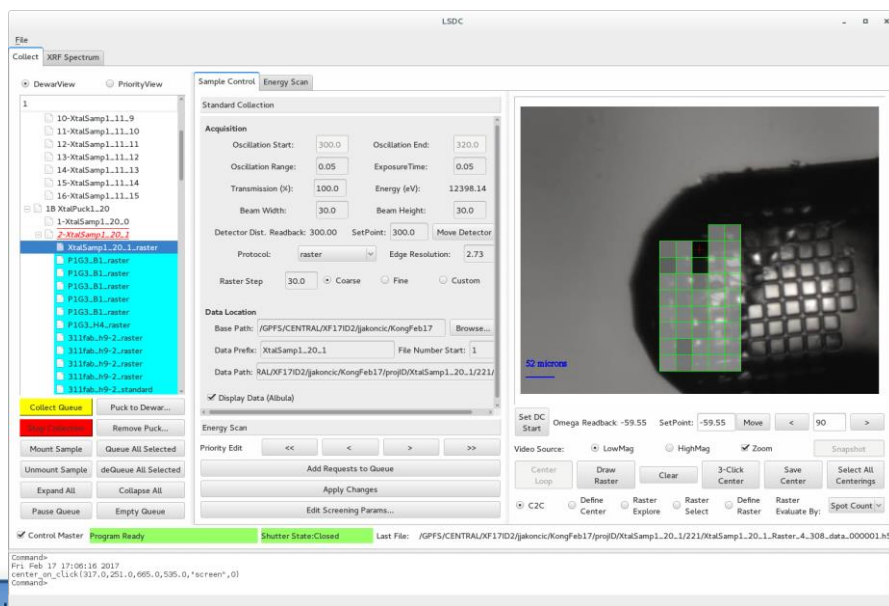 LSDC
File
Collect XRF Spectrum
DewarView PriorityView
1
10-XtalSamp1_11_9
11-XtalSamp1_11_10
12-XtalSamp1_11_11
13-XtalSamp1_11_12
14-XtalSamp1_11_13
15-XtalSamp1_11_14
16-XtalSamp1_11_15
1B XtalPuck1_20
1-XtalSamp1_20_0
2-XtalSamp1_20_1
XtalSamp1_20_1_raster
P1G3_B1_raster
P1G3_B1_raster
P1G3_B1_raster
P1G3_B1_raster
P1G3_B1_raster
P1G3_H4_raster
311fab_h9-2_raster
311fab_h9-2_raster
311fab_h9-2_raster
311fab_h9-2_raster
311fab_h9-2_standard
Collect Queue Puck to Dewar...
Stop Collection Remove Puck...
Mount Sample Queue All Selected
Unmount Sample deQueue All Selected
Expand All Collapse All
Pause Queue Empty Queue
Sample Control Energy Scan
Standard Collection
Acquisition
Oscillation Start: 300.0 Oscillation End: 320.0
Oscillation Range: 0.05 ExposureTime: 0.05
Transmission (%): 100.0 Energy (eV): 12398.14
Beam Width: 30.0 Beam Height: 30.0
Detector Dist. Readback: 300.00 SetPoint: 300.0 Move Detector
Protocol: raster Edge Resolution: 2.73
Raster Step 30.0 Coarse Fine Custom
Data Location
Base Path: /GPFS/CENTRAL/XF17ID2/jjakoncic/KongFeb17 Browse...
Data Prefix: XtalSamp1_20_1 File Number Start: 1
Data Path: RAL/XF17ID2/jjakoncic/KongFeb17/projID/XtalSamp1_20_1/221/
Display Data (Albula)
Energy Scan
Priority Edit << < > >>
Add Requests to Queue
Apply Changes
Edit Screening Params...
52 microns
Set DC Start Omega Readback: -59.55 SetPoint: -59.55 Move < 90 >
Video Source: LowMag HighMag Zoom Snapshot
Center Loop Draw Raster Clear 3-Click Center Save Center Select All Centerings
C2C Define Center Raster Explore Raster Select Define Raster Raster Evaluate By: Spot Count
Control Master Program Ready Shutter State:Closed Last File: /GPFS/CENTRAL/XF17ID2/jjakoncic/KongFeb17/projID/XtalSamp1_20_1/221/XtalSamp1_20_1_Raster_4_308_data_000001.h5
Command>
Fri Feb 17 17:06:16 2017
center_on_click(317.0,251.0,665.0,535.0,"screen",0)
Command>